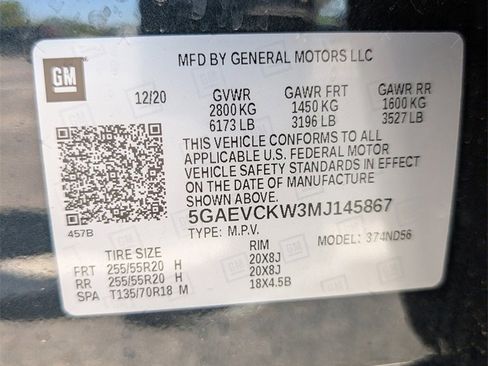 GM
MFD BY GENERAL MOTORS LLC
12/20
GVWR GAWR FRT GAWR RR
2800 KG 1450 KG 1600 KG
6173 LB 3196 LB 3527 LB
THIS VEHICLE CONFORMS TO ALL
APPLICABLE U.S. FEDERAL MOTOR
VEHICLE SAFETY STANDARDS IN EFFECT
ON THE DATE OF MANUFACTURE
SHOWN ABOVE.
5GAEVCKW3MJ145867
457B
TYPE: M.P.V. MODEL: 374ND56
TIRE SIZE RIM
FRT 255/55R20 H 20X8J
RR 255/55R20 H 20X8J
SPA T135/70R18 M 18X4.5B